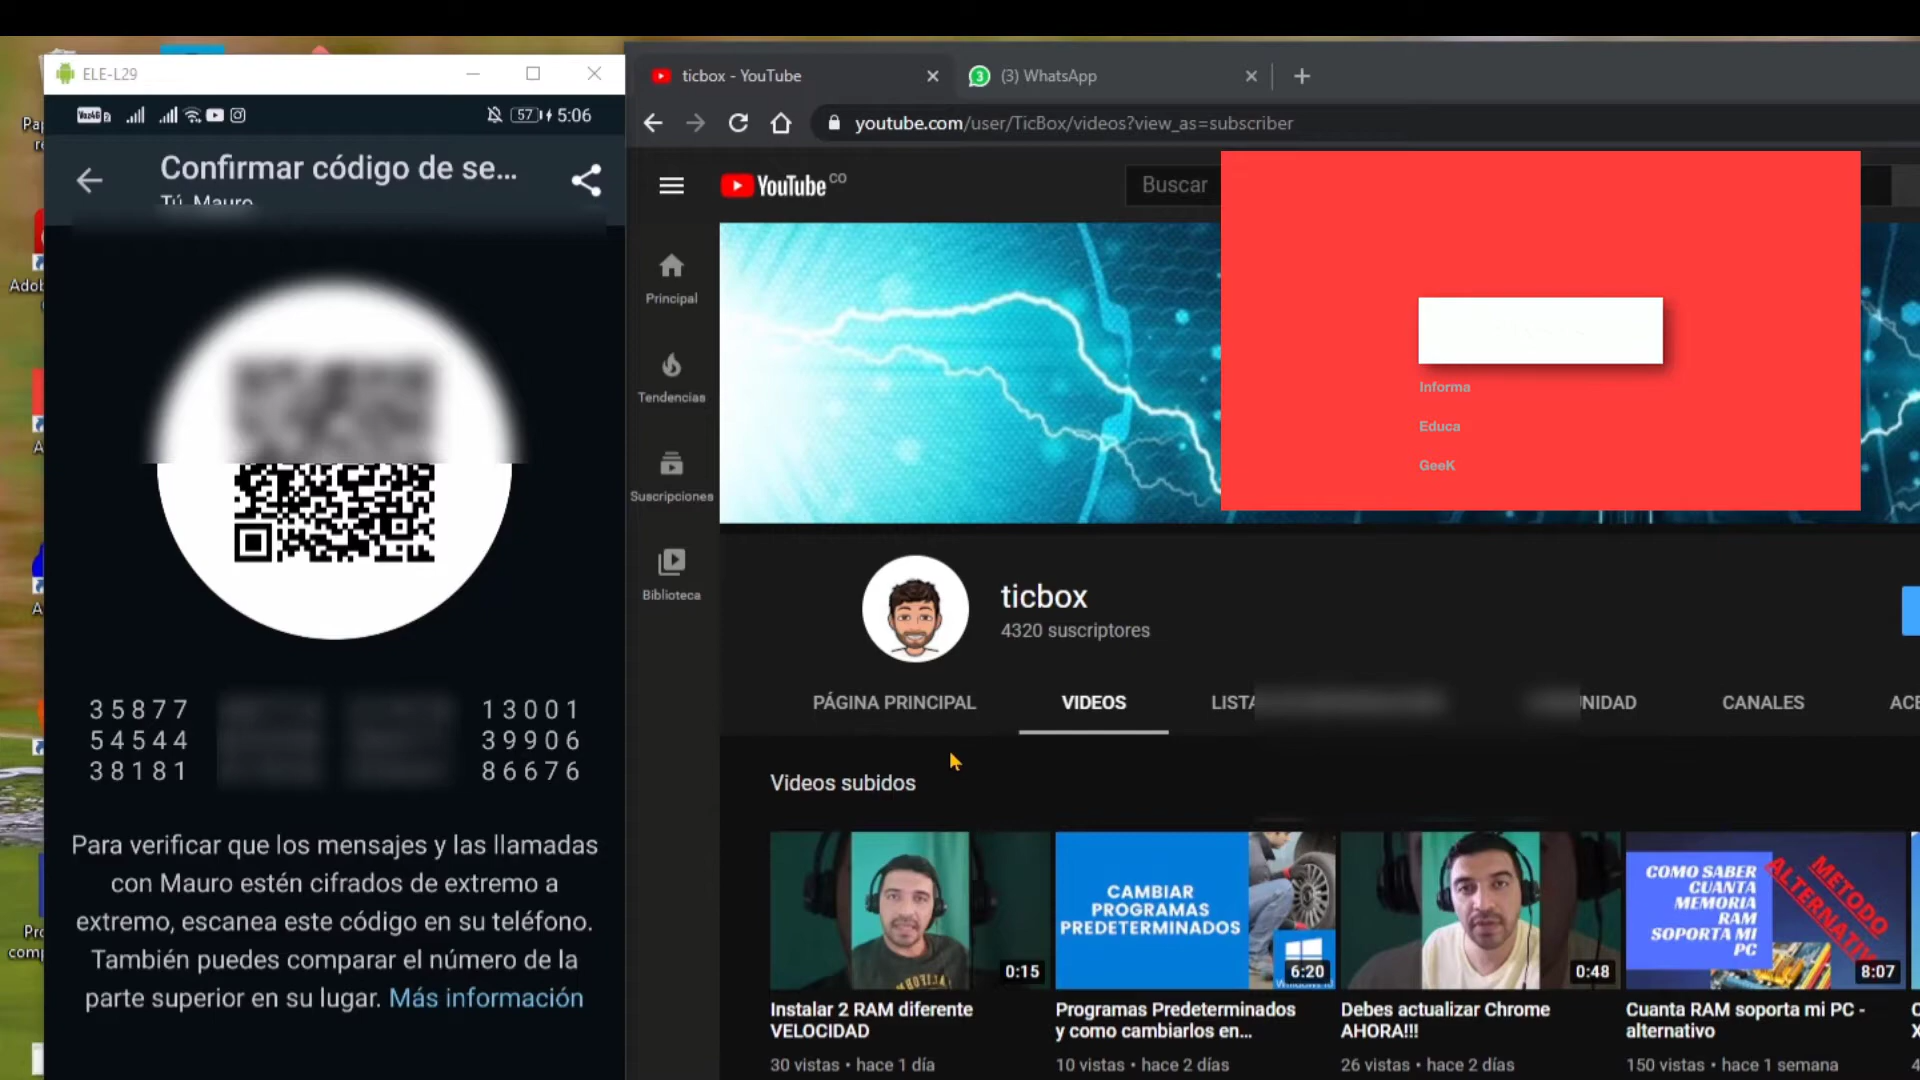 ELE-L29
57 5:06
Confirmar código de se...
Tú, Mauro
35877 13001
54544 39906
38181 86676
Para verificar que los mensajes y las llamadas
con Mauro estén cifrados de extremo a
extremo, escanea este código en su teléfono.
También puedes comparar el número de la
parte superior en su lugar. Más información
ticbox - YouTube
3
(3) WhatsApp
youtube.com/user/TicBox/videos?view_as=subscriber
YouTube CO
Buscar
Principal
Tendencias
Suscripciones
Biblioteca
Informa
Educa
GeeK
ticbox
4320 suscriptores
PÁGINA PRINCIPAL VIDEOS LISTA NIDAD CANALES ACE
Videos subidos
0:15
Instalar 2 RAM diferente
VELOCIDAD
30 vistas • hace 1 día
CAMBIAR
PROGRAMAS
PREDETERMINADOS
6:20
Programas Predeterminados
y como cambiarlos en...
10 vistas • hace 2 días
0:48
Debes actualizar Chrome
AHORA!!!
26 vistas • hace 2 días
COMO SABER
CUANTA
MEMORIA
RAM
SOPORTA MI
PC
METODO
ALTERNATIV
8:07
Cuanta RAM soporta mi PC -
alternativo
150 vistas • hace 1 semana